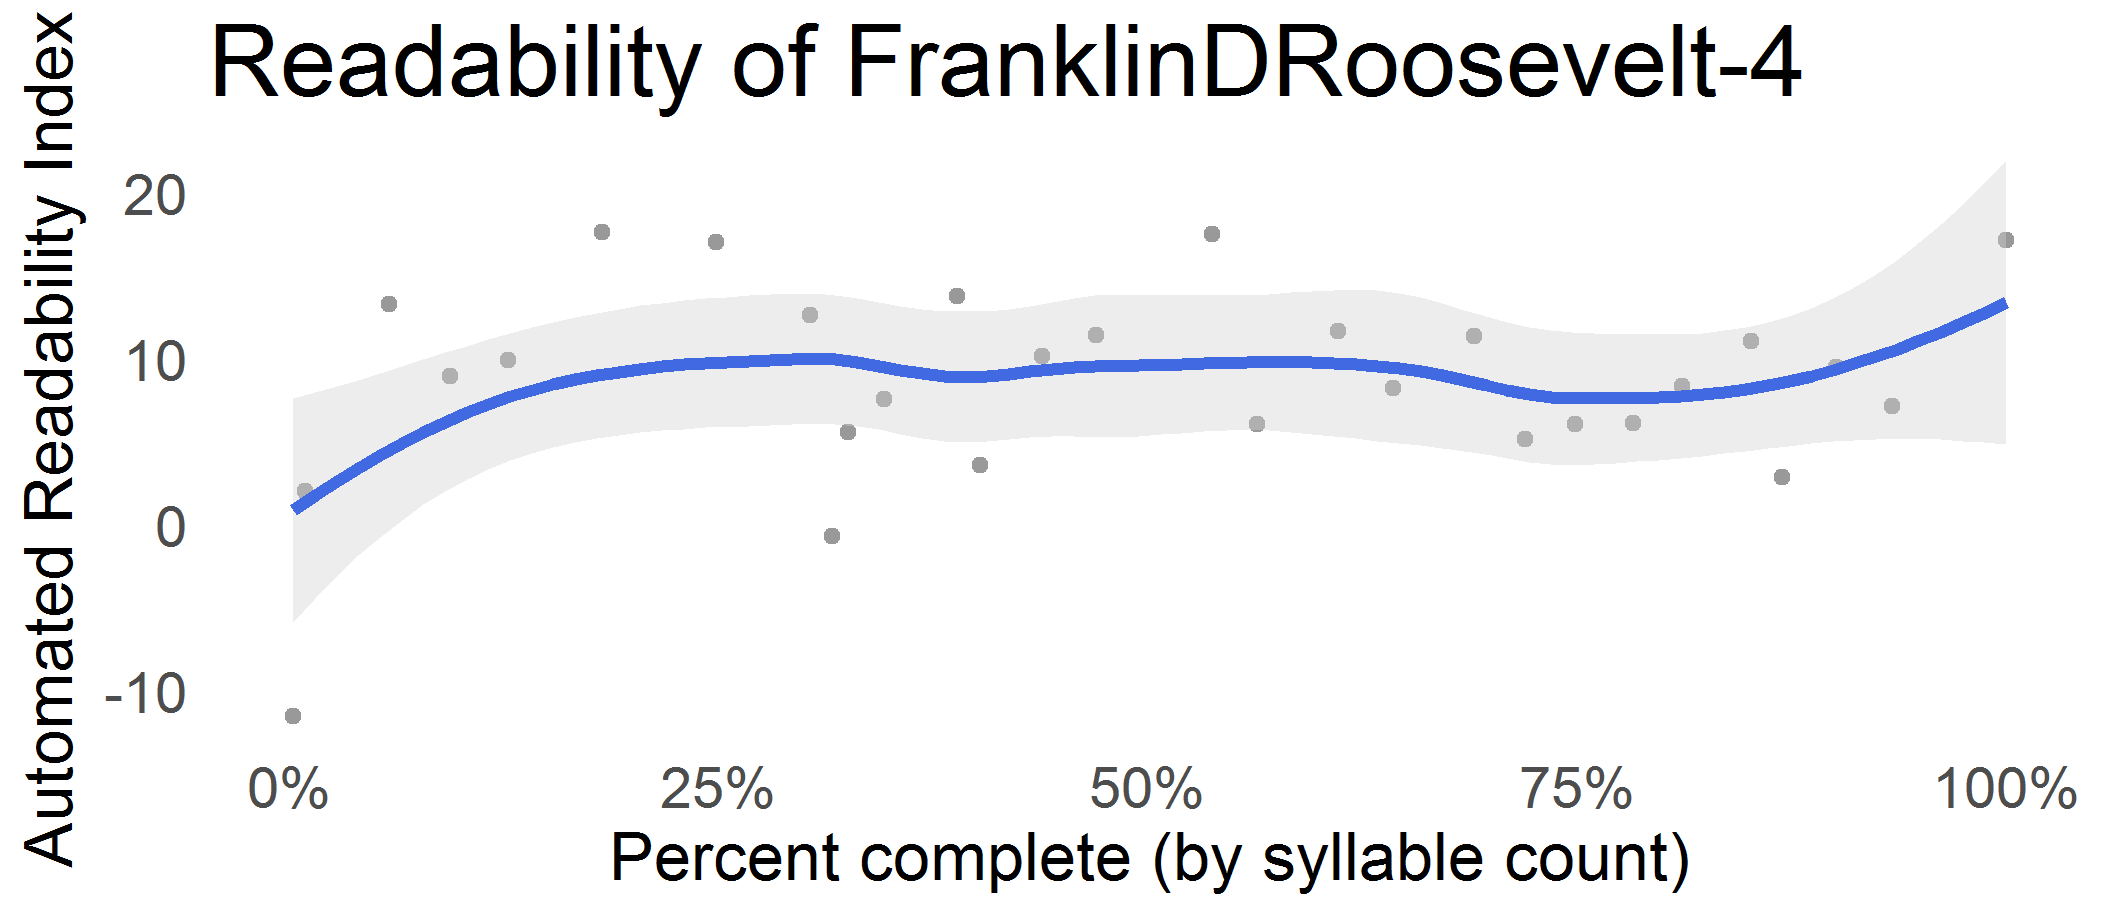 Readability of FranklinDRoosevelt-4
Automated Readability Index
20
10
0
-10
0% 25% 50% 75% 100%
Percent complete (by syllable count)